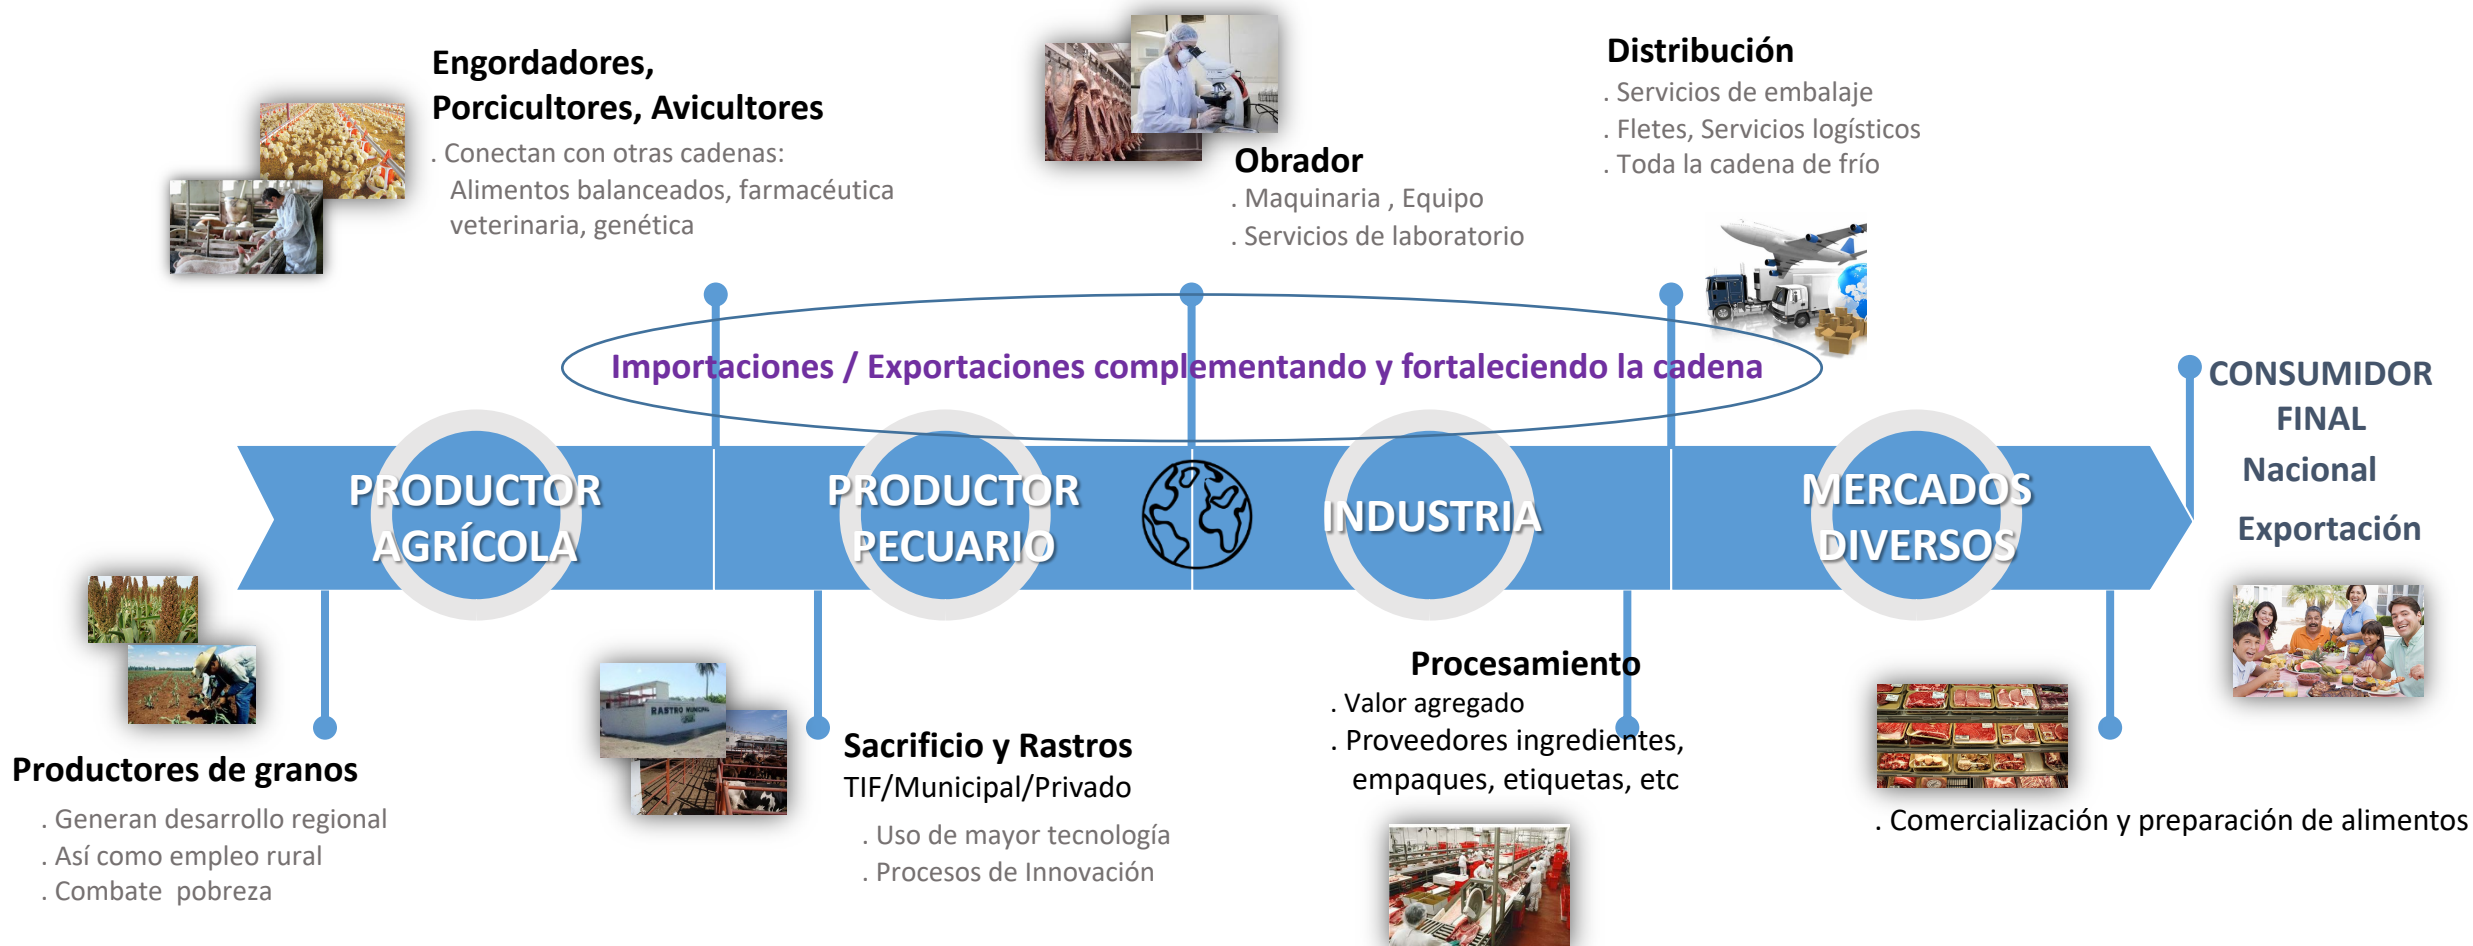 Engordadores,
Porcicultores, Avicultores
. Conectan con otras cadenas:
Alimentos balanceados, farmacéutica
veterinaria, genética
Obrador
. Maquinaria , Equipo
. Servicios de laboratorio
Distribución
. Servicios de embalaje
. Fletes, Servicios logísticos
. Toda la cadena de frío
Importaciones / Exportaciones complementando y fortaleciendo la cadena
PRODUCTOR
AGRÍCOLA
PRODUCTOR
PECUARIO
INDUSTRIA
MERCADOS
DIVERSOS
CONSUMIDOR
FINAL
Nacional
Exportación
Productores de granos
. Generan desarrollo regional
. Así como empleo rural
. Combate  pobreza
RASTRO MUNICIPAL
Sacrificio y Rastros
TIF/Municipal/Privado
. Uso de mayor tecnología
. Procesos de Innovación
Procesamiento
. Valor agregado
. Proveedores ingredientes,
empaques, etiquetas, etc
. Comercialización y preparación de alimentos